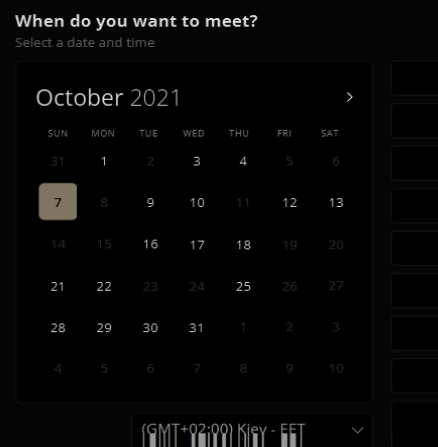 When do you want to meet?
Select a date and time
October 2021
SUN MON TUE WED THU FRI SAT
31 1 2 3 4 5 6
7 8 9 10 11 12 13
14 15 16 17 18 19 20
21 22 23 24 25 26 27
28 29 30 31 1 2 3
4 5 6 7 8 9 10
(GMT+02:00) Kiev - EET